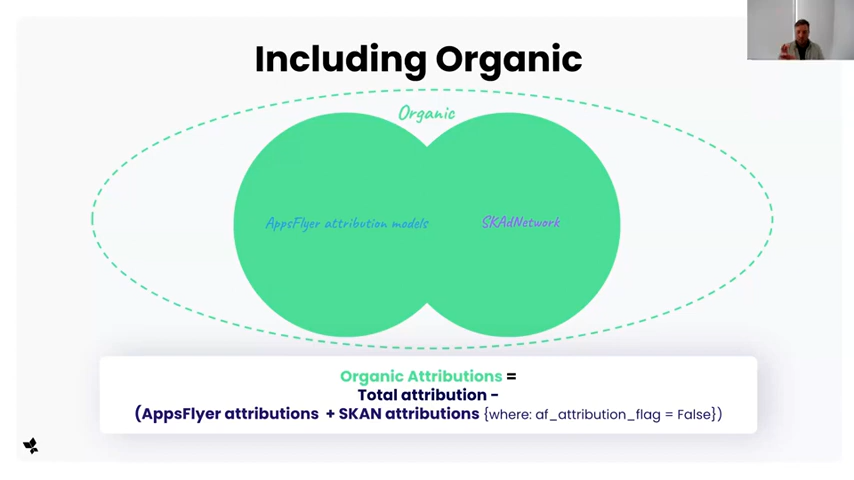 Including Organic
Organic
AppsFlyer attribution models
SKAdNetwork
Organic Attributions =
Total attribution -
(AppsFlyer attributions + SKAN attributions {where: af_attribution_flag = False})